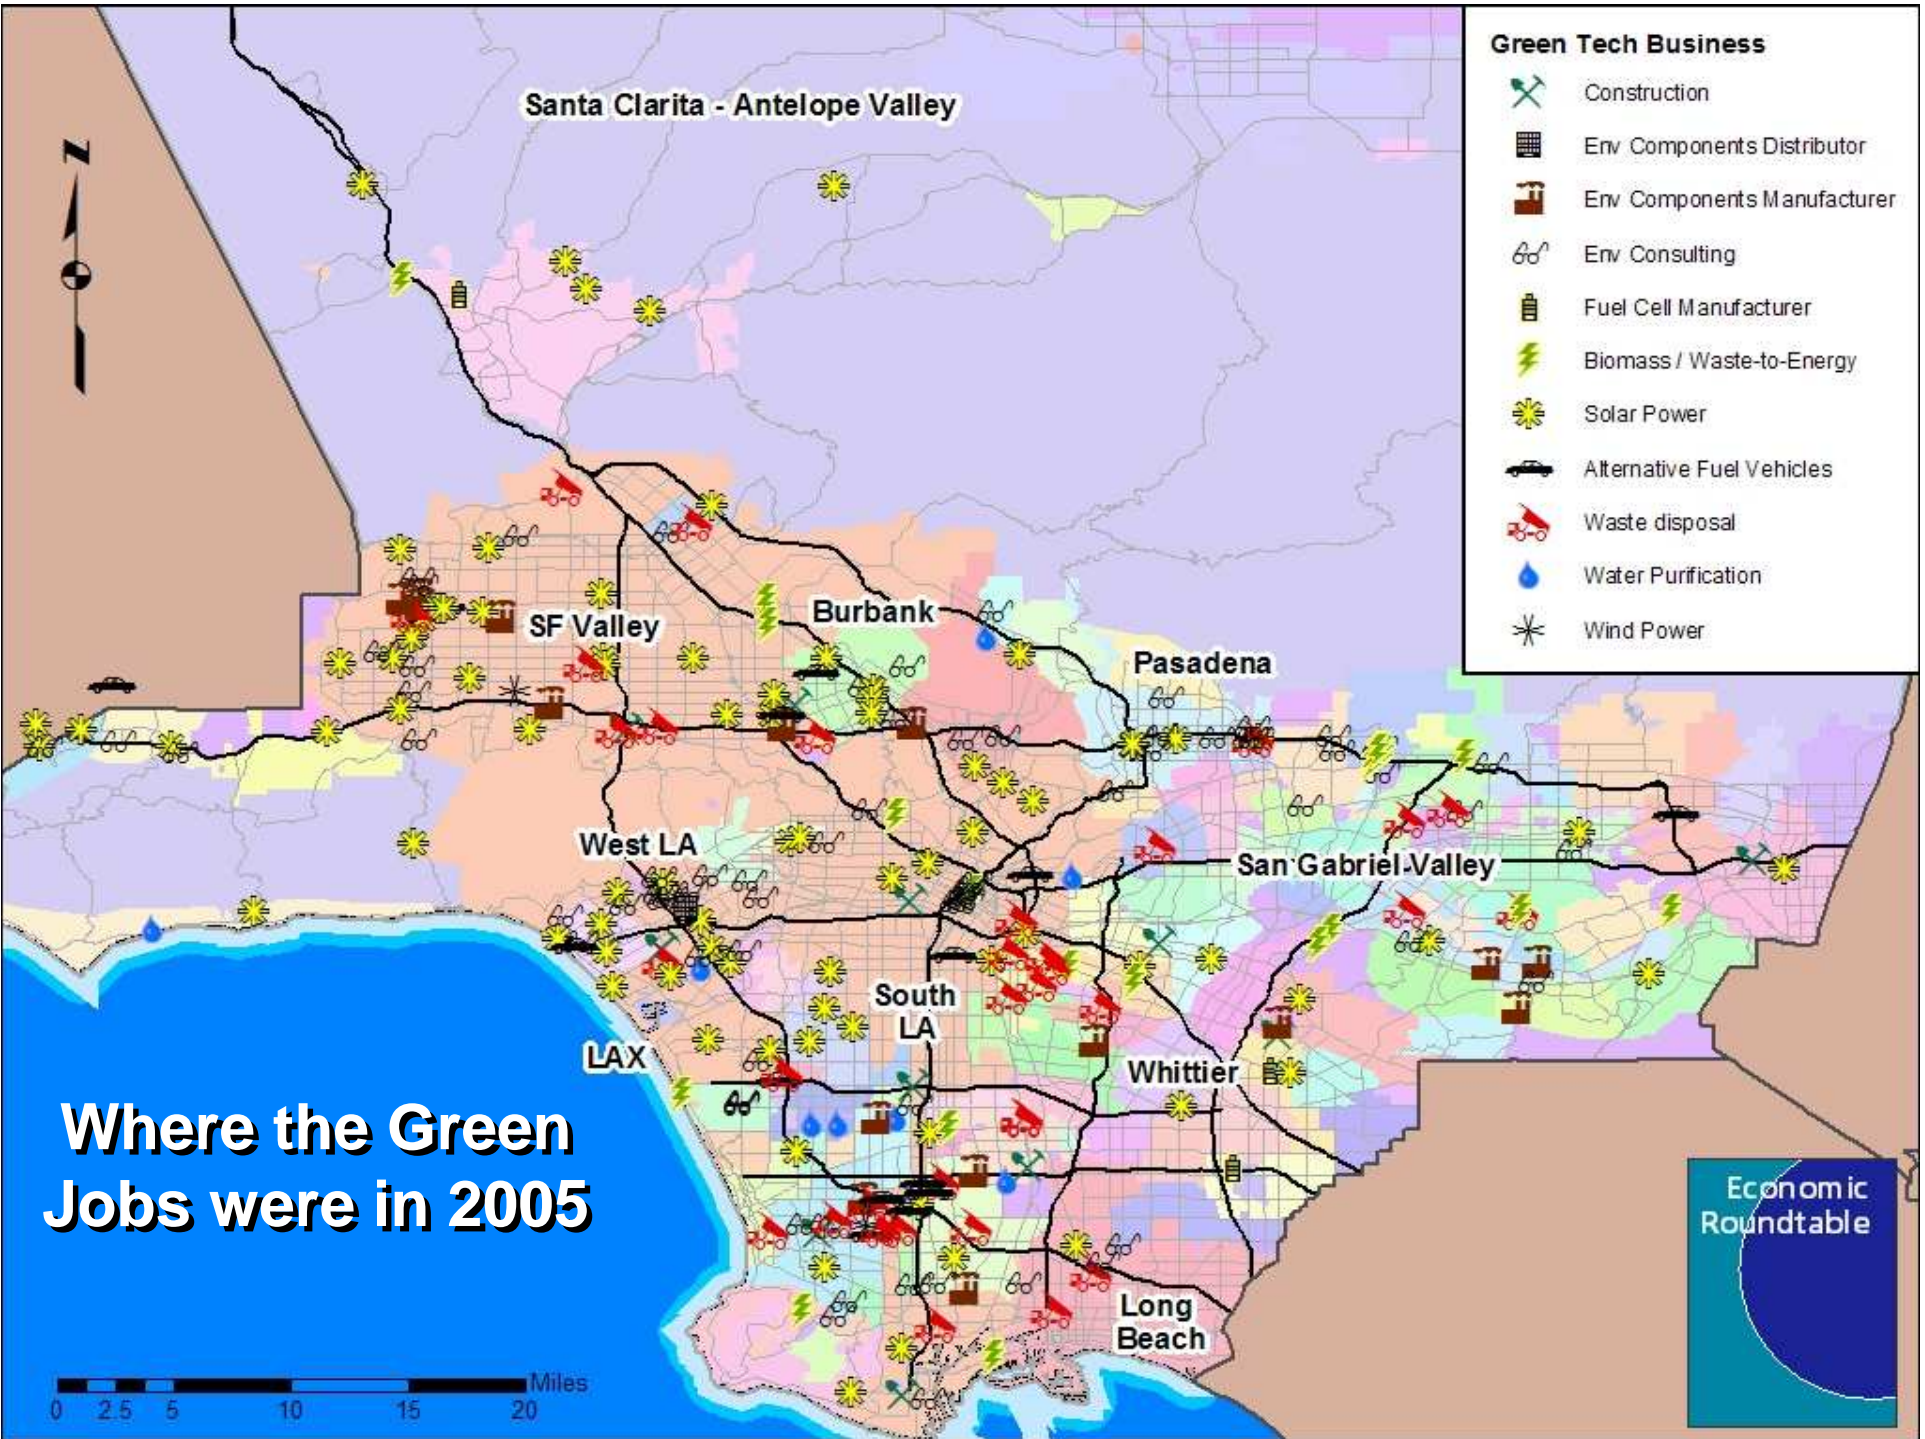 Green Tech Business
Construction
Env Components Distributor
Env Components Manufacturer
Env Consulting
Fuel Cell Manufacturer
Biomass / Waste-to-Energy
Solar Power
Alternative Fuel Vehicles
Waste disposal
Water Purification
Wind Power
N
Santa Clarita - Antelope Valley
SF Valley
Burbank
Pasadena
West LA
San Gabriel Valley
South
LA
LAX
Whittier
Long
Beach
Where the Green
Jobs were in 2005
Economic
Roundtable
Miles
0 2.5 5 10 15 20